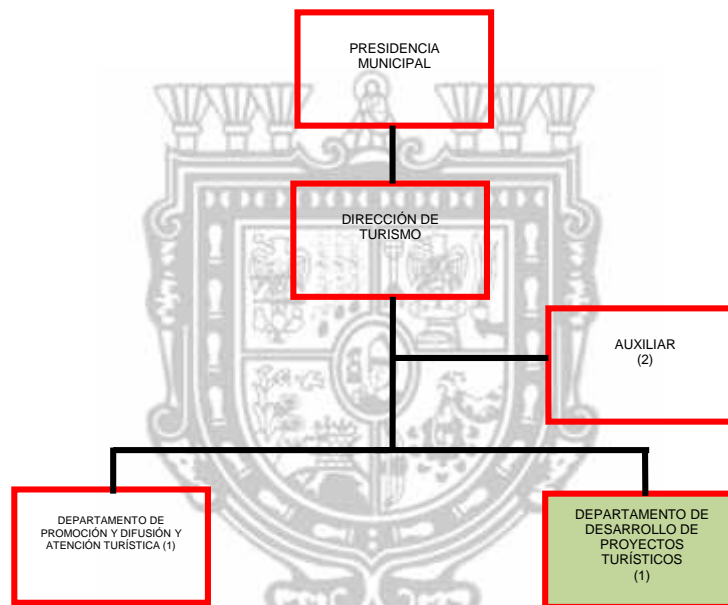 PRESIDENCIA
MUNICIPAL
DIRECCIÓN DE
TURISMO
AUXILIAR
(2)
DEPARTAMENTO DE
PROMOCIÓN Y DIFUSIÓN Y
ATENCIÓN TURÍSTICA (1)
DEPARTAMENTO DE
DESARROLLO DE
PROYECTOS
TURÍSTICOS
(1)